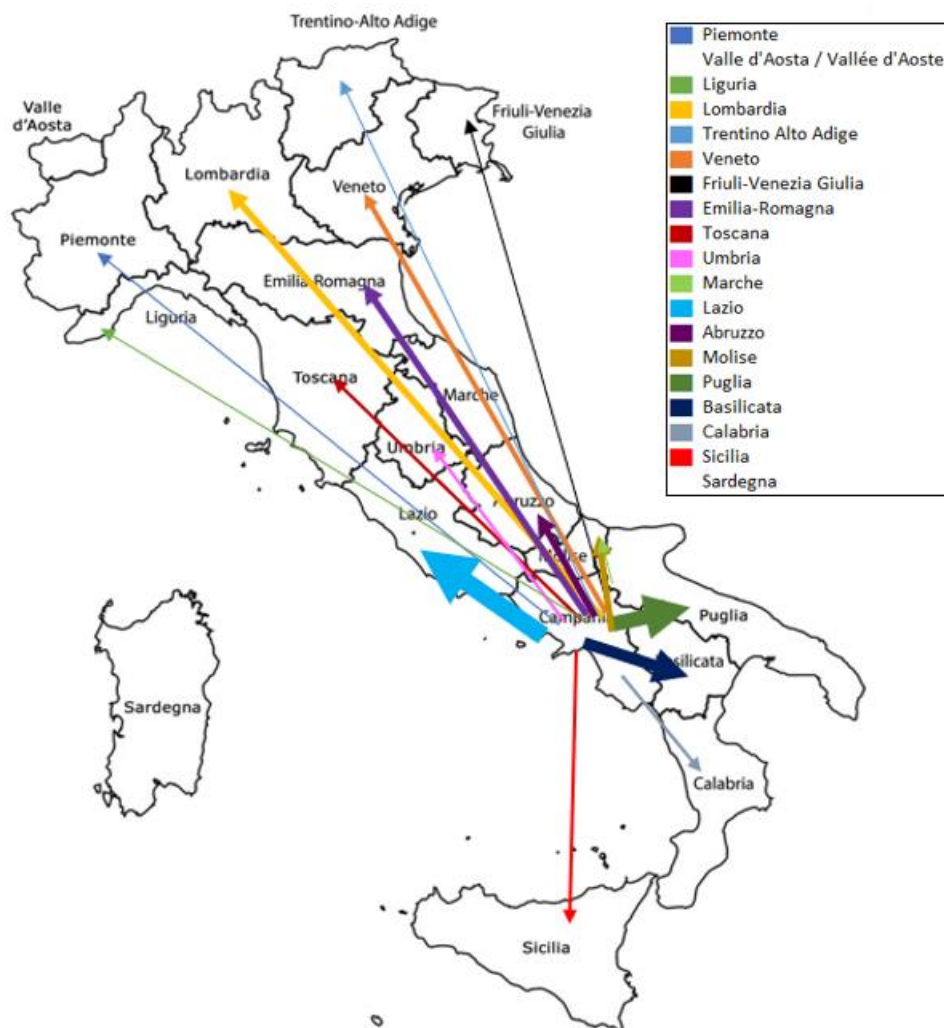 Trentino-Alto Adige
Valle
d'Aosta
Friuli-Venezia
Giulia
Lombardia
Veneto
Piemonte
Emilia-Romagna
Liguria
Toscana
Marche
Umbria
Abruzzo
Lazio
Molise
Campania
Puglia
Basilicata
Sardegna
Calabria
Sicilia
Piemonte
Valle d'Aosta / Vallée d'Aoste
Liguria
Lombardia
Trentino Alto Adige
Veneto
Friuli-Venezia Giulia
Emilia-Romagna
Toscana
Umbria
Marche
Lazio
Abruzzo
Molise
Puglia
Basilicata
Calabria
Sicilia
Sardegna